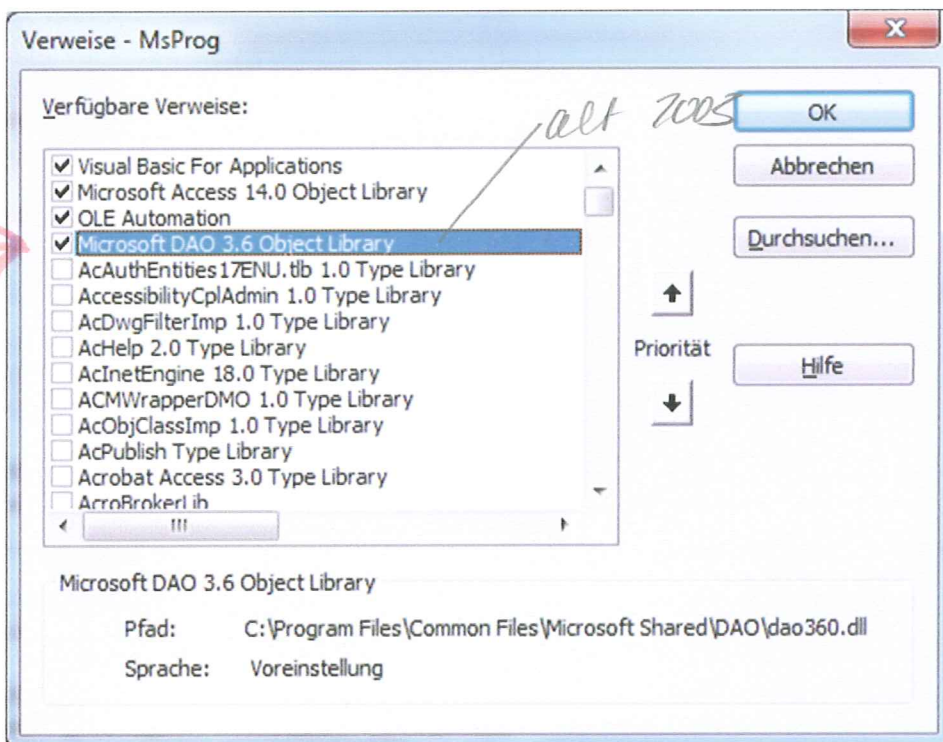 Verweise - MsProg
Verfügbare Verweise:
alt 2003
OK
Visual Basic For Applications
Microsoft Access 14.0 Object Library
OLE Automation
Microsoft DAO 3.6 Object Library
AcAuthEntities17ENU.tlb 1.0 Type Library
AccessibilityCplAdmin 1.0 Type Library
AcDwgFilterImp 1.0 Type Library
AcHelp 2.0 Type Library
AcInetEngine 18.0 Type Library
ACMWrapperDMO 1.0 Type Library
AcObjClassImp 1.0 Type Library
AcPublish Type Library
Acrobat Access 3.0 Type Library
AcroBrokerLib
Abbrechen
Durchsuchen...
Priorität
Hilfe
Microsoft DAO 3.6 Object Library
Pfad: C:\Program Files\Common Files\Microsoft Shared\DAO\dao360.dll
Sprache: Voreinstellung